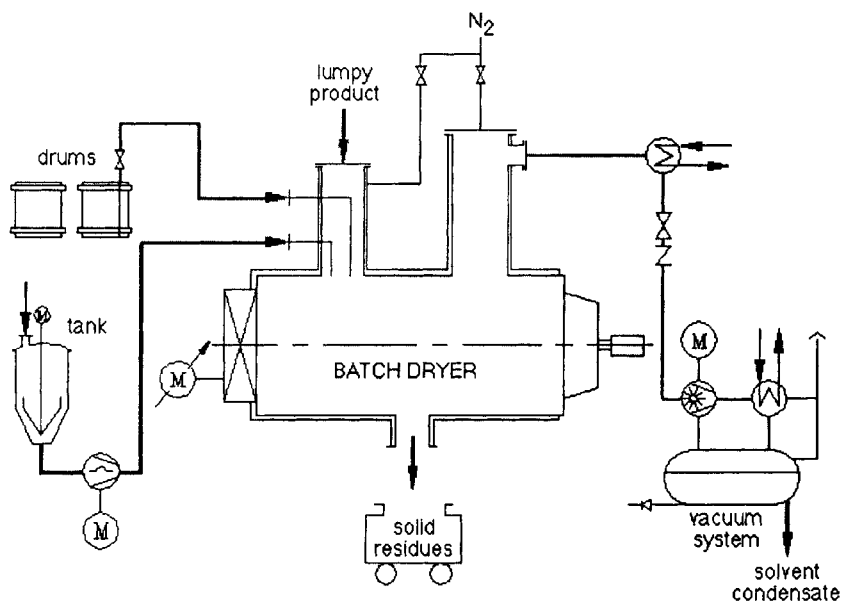 N2
lumpy
product
drums
tank
M
M
M
BATCH DRYER
M
M
solid
residues
vacuum
system
solvent
condensate